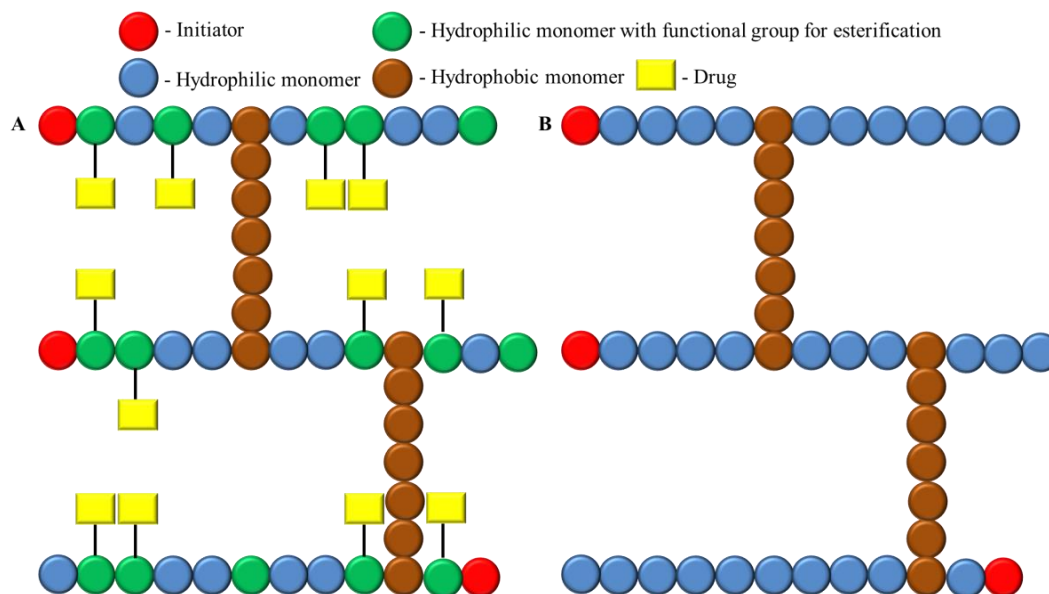 - Initiator
- Hydrophilic monomer with functional group for esterification
- Hydrophilic monomer
- Hydrophobic monomer
- Drug
A
B